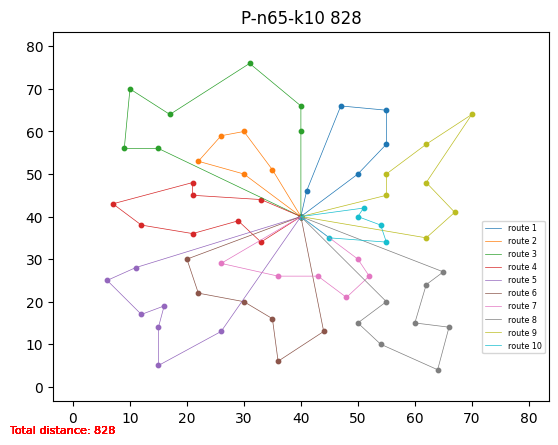 P-n65-k10 828
80
70
60
50
40
30
20
10
0
0 10 20 30 40 50 60 70 80
route 1
route 2
route 3
route 4
route 5
route 6
route 7
route 8
route 9
route 10
Total distance: 828